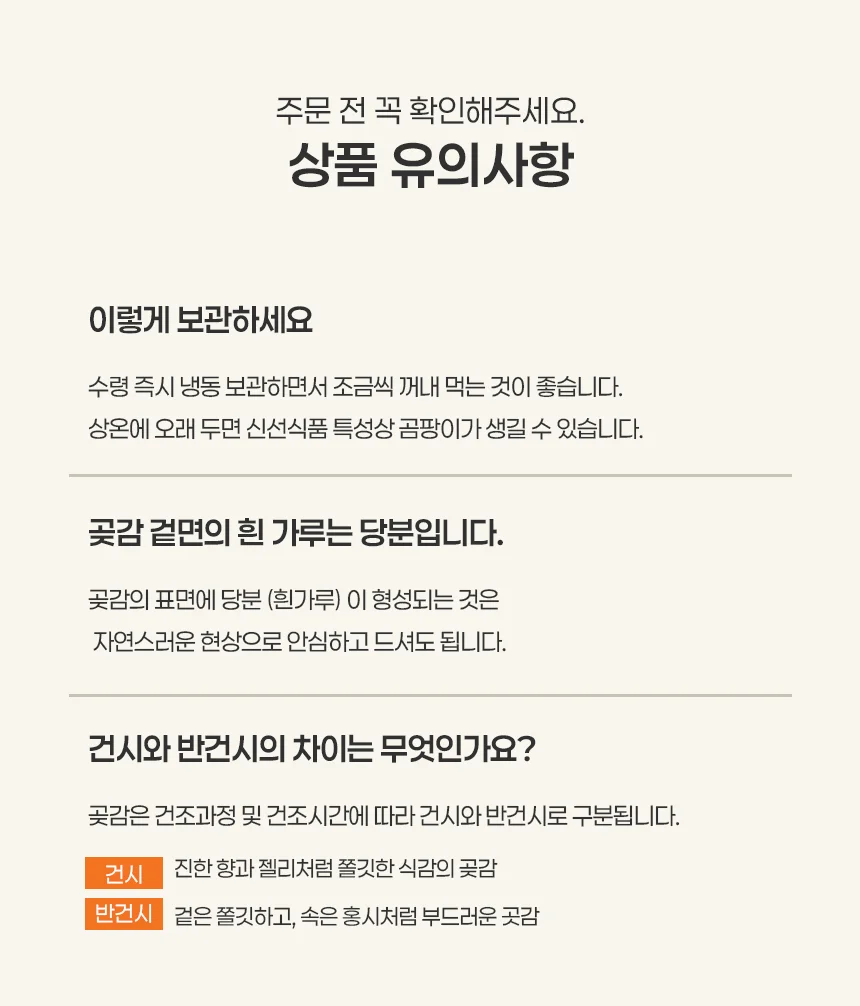 주문 전 꼭 확인해주세요.
상품 유의사항
이렇게 보관하세요
수령 즉시 냉동 보관하면서 조금씩 꺼내 먹는 것이 좋습니다.
상온에 오래 두면 신선식품 특성상 곰팡이가 생길 수 있습니다.
곶감 겉면의 흰 가루는 당분입니다.
곶감의 표면에 당분 (흰가루) 이 형성되는 것은
자연스러운 현상으로 안심하고 드셔도 됩니다.
건시와 반건시의 차이는 무엇인가요?
곶감은 건조과정 및 건조시간에 따라 건시와 반건시로 구분됩니다.
건시 진한 향과 젤리처럼 쫄깃한 식감의 곶감
반건시 겉은 쫄깃하고, 속은 홍시처럼 부드러운 곳감